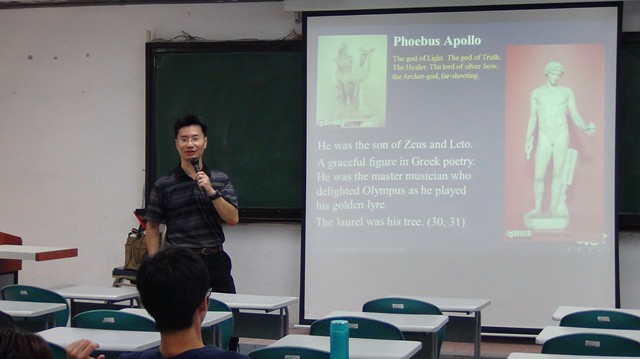 Phoebus Apollo
The god of Light. The god of Truth.
The Healer. The lord of silver bow,
the Archer-god, far-shooting.
He was the son of Zeus and Leto.
A graceful figure in Greek poetry.
He was the master musician who
delighted Olympus as he played
his golden lyre.
The laurel was his tree. (30, 31)